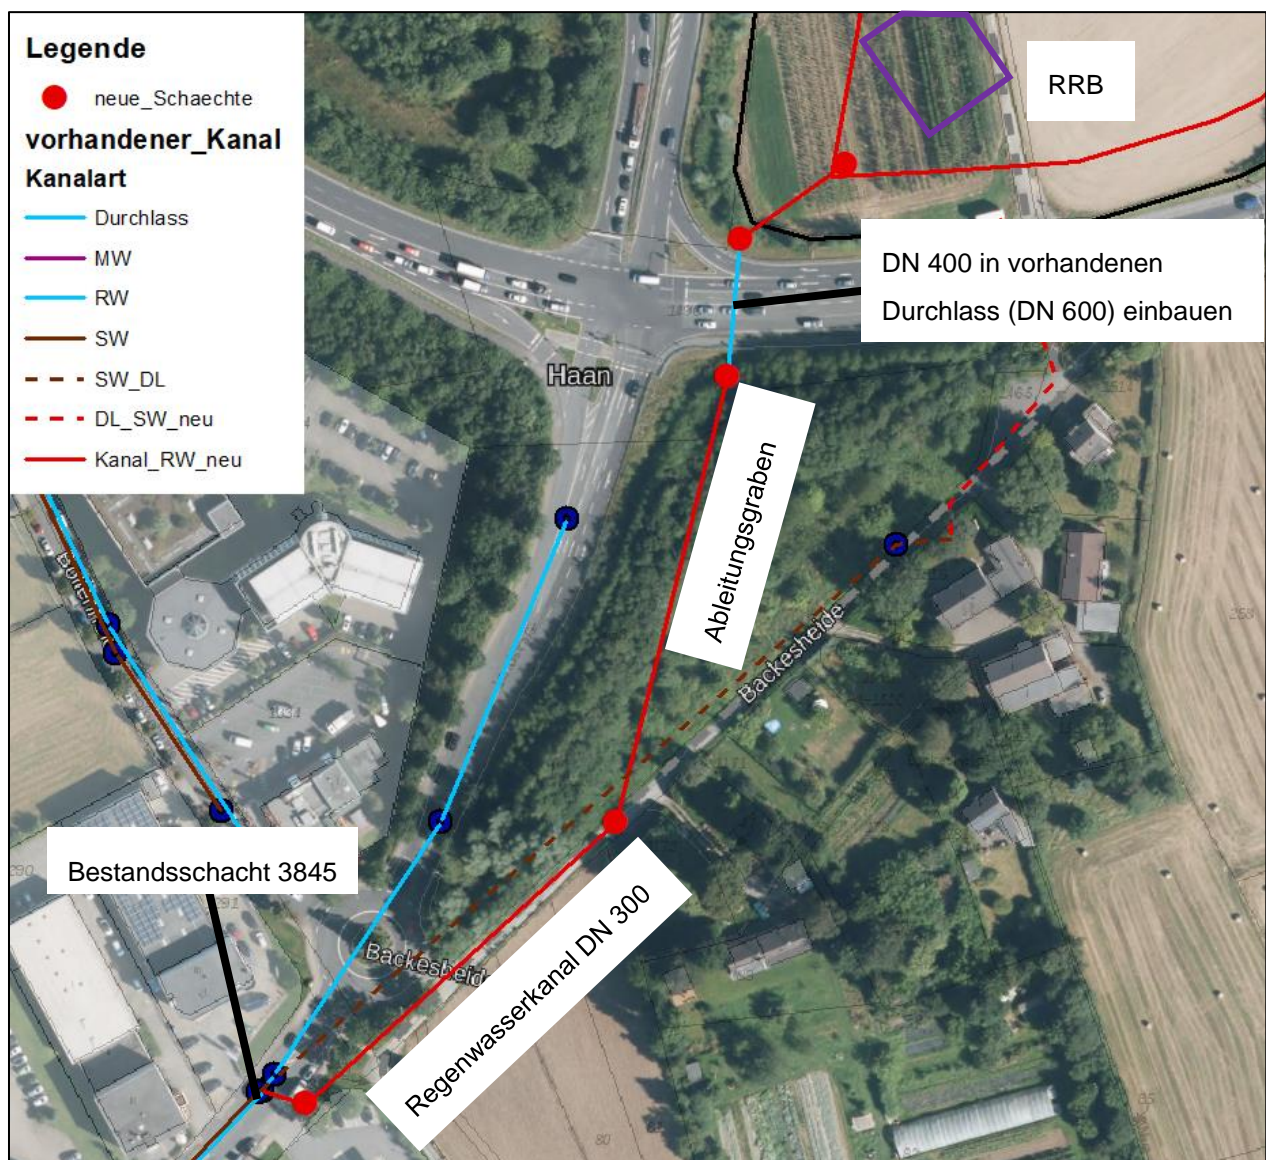 Legende
neue_Schaechte
vorhandener_Kanal
Kanalart
Durchlass
MW
RW
SW
SW_DL
DL_SW_neu
Kanal_RW_neu
RRB
DN 400 in vorhandenen
Durchlass (DN 600) einbauen
Haan
Ableitungsgraben
Backesheide
Bestandsschacht 3845
Regenwasserkanal DN 300
80